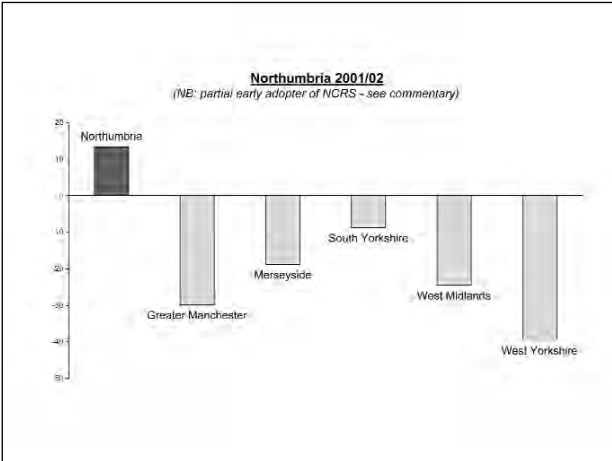 Northumbria 2001/02
(NB: partial early adopter of NCRS - see commentary)
20
Northumbria
10
0
-10
South Yorkshire
-20
Merseyside
West Midlands
-30
Greater Manchester
-40
West Yorkshire
-50